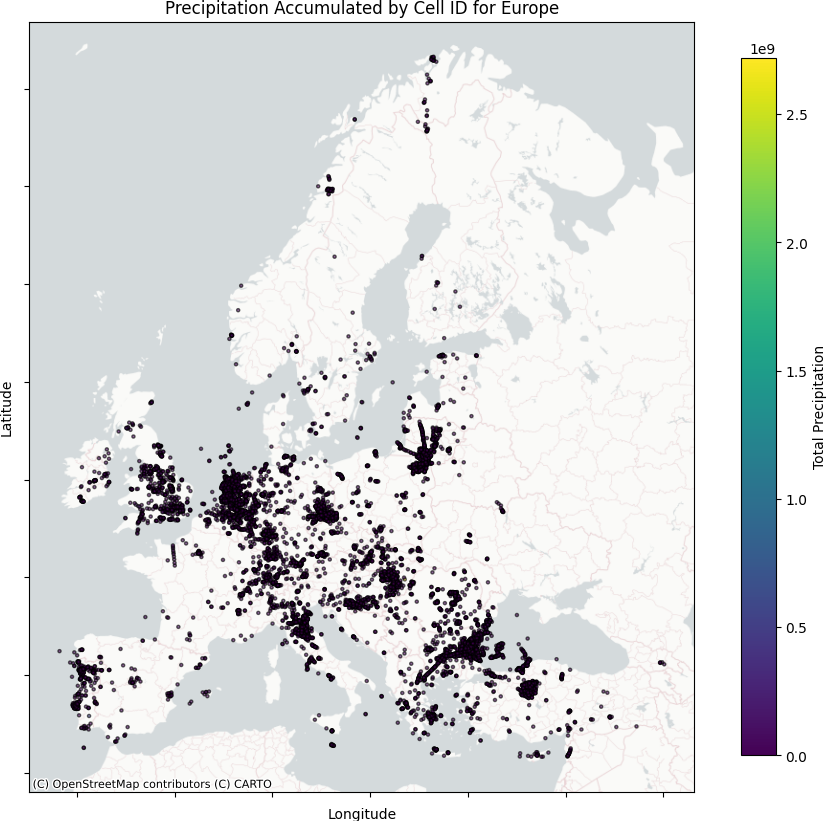 Precipitation Accumulated by Cell ID for Europe
1e9
2.5
2.0
1.5
1.0
0.5
0.0
Total Precipitation
Latitude
(C) OpenStreetMap contributors (C) CARTO
Longitude